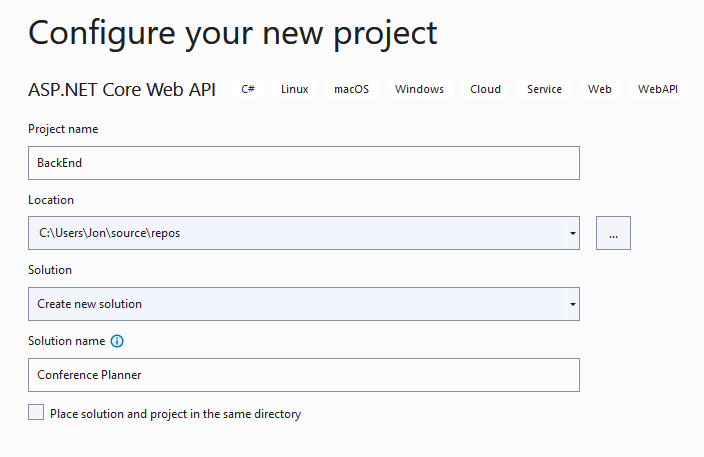 Configure your new project
ASP.NET Core Web API C# Linux macOS Windows Cloud Service Web WebAPI
Project name
BackEnd
Location
C:\Users\Jon\source\repos
...
Solution
Create new solution
Solution name
Conference Planner
Place solution and project in the same directory